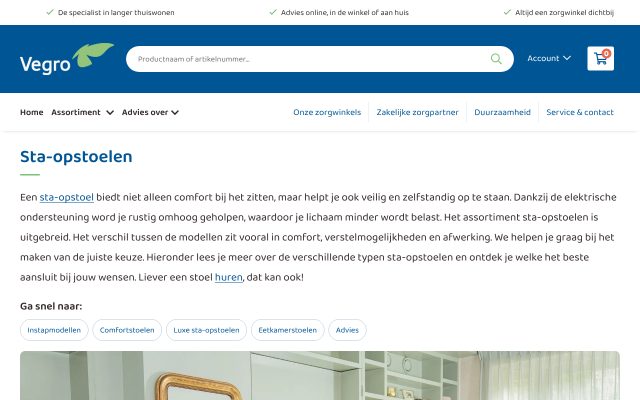 De specialist in langer thuiswonen
Advies online, in de winkel of aan huis
Altijd een zorgwinkel dichtbij
Vegro
Productnaam of artikelnummer...
Account
0
Home
Assortiment
Advies over
Onze zorgwinkels
Zakelijke zorgpartner
Duurzaamheid
Service & contact
Sta-opstoelen
Een sta-opstoel biedt niet alleen comfort bij het zitten, maar helpt je ook veilig en zelfstandig op te staan. Dankzij de elektrische
ondersteuning word je rustig omhoog geholpen, waardoor je lichaam minder wordt belast. Het assortiment sta-opstoelen is
uitgebreid. Het verschil tussen de modellen zit vooral in comfort, verstelmogelijkheden en afwerking. We helpen je graag bij het
maken van de juiste keuze. Hieronder lees je meer over de verschillende typen sta-opstoelen en ontdek je welke het beste
aansluit bij jouw wensen. Liever een stoel huren, dat kan ook!
Ga snel naar:
Instapmodellen
Comfortstoelen
Luxe sta-opstoelen
Eetkamerstoelen
Advies